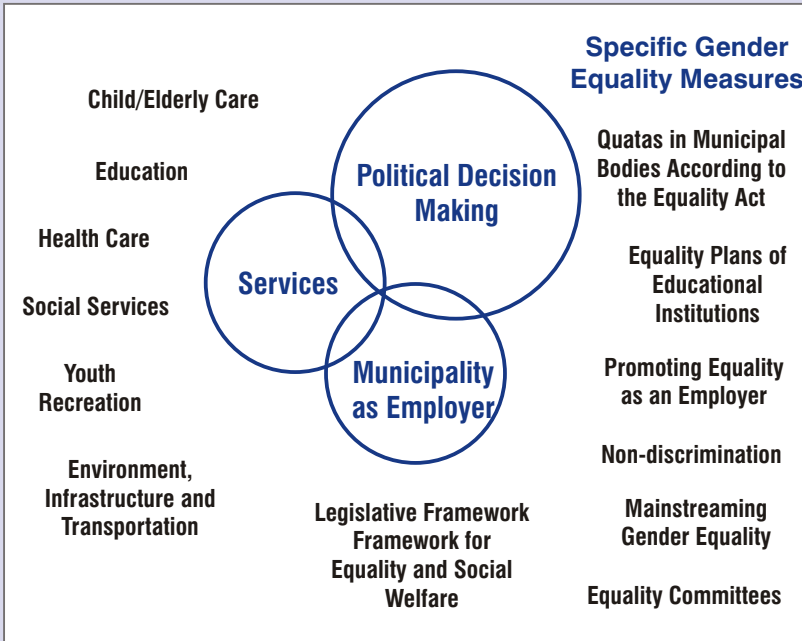 Specific Gender
Equality Measures
Child/Elderly Care
Education
Health Care
Social Services
Youth
Recreation
Environment,
Infrastructure and
Transportation
Political Decision
Making
Services
Municipality
as Employer
Legislative Framework
Framework for
Equality and Social
Welfare
Quatas in Municipal
Bodies According to
the Equality Act
Equality Plans of
Educational
Institutions
Promoting Equality
as an Employer
Non-discrimination
Mainstreaming
Gender Equality
Equality Committees